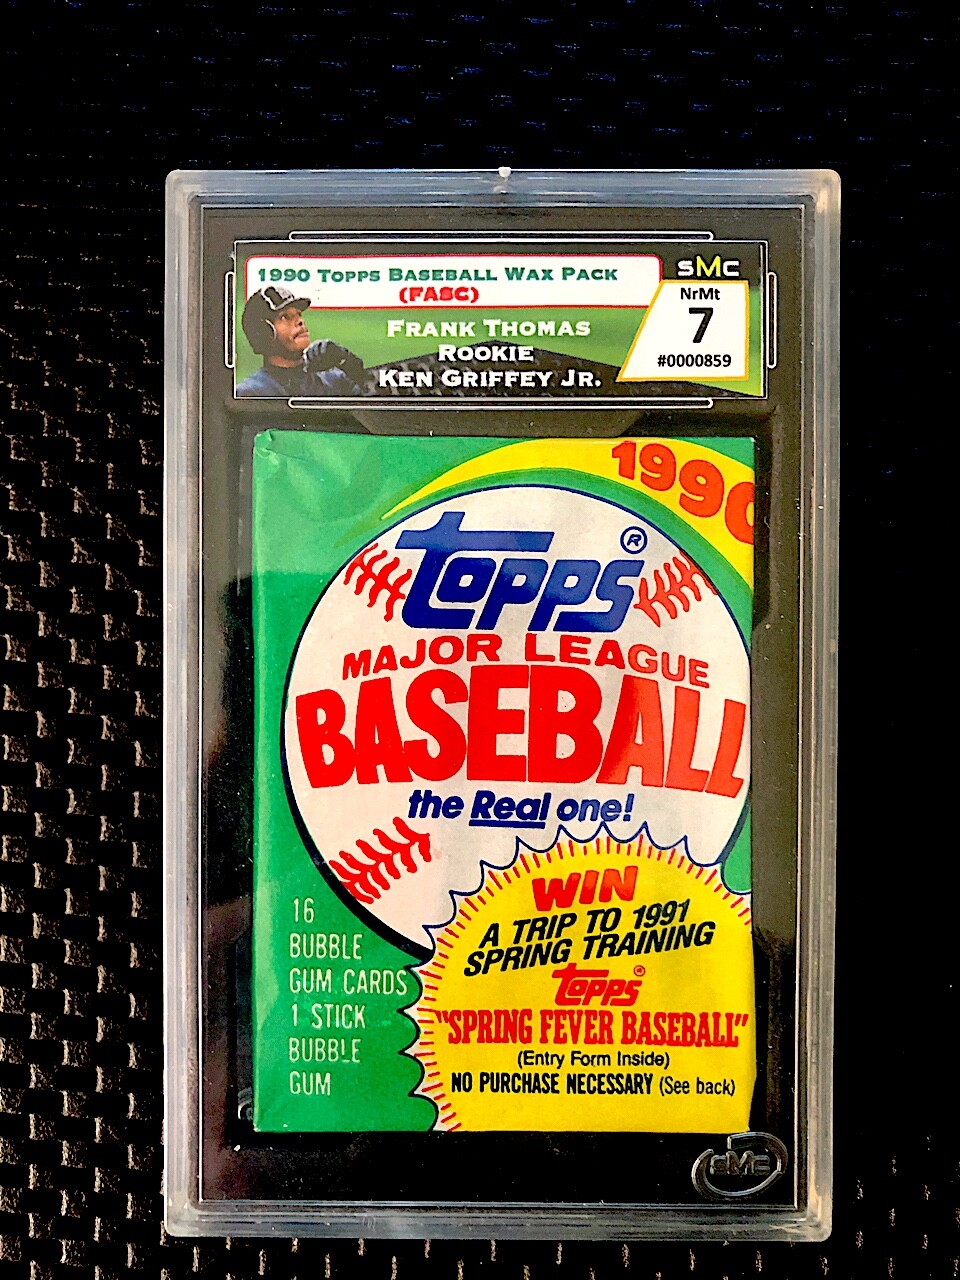 1990 Topps Baseball Wax Pack
(FASC)
Frank Thomas
Rookie
Ken Griffey Jr.
SMC
NrMt
7
#0000859
1990
Topps®
MAJOR LEAGUE
BASEBALL
the Real one!
16
BUBBLE
GUM CARDS
1 STICK
BUBBLE
GUM
WIN
A TRIP TO 1991
SPRING TRAINING
Topps®
"SPRING FEVER BASEBALL"
(Entry Form Inside)
NO PURCHASE NECESSARY (See back)
SMC